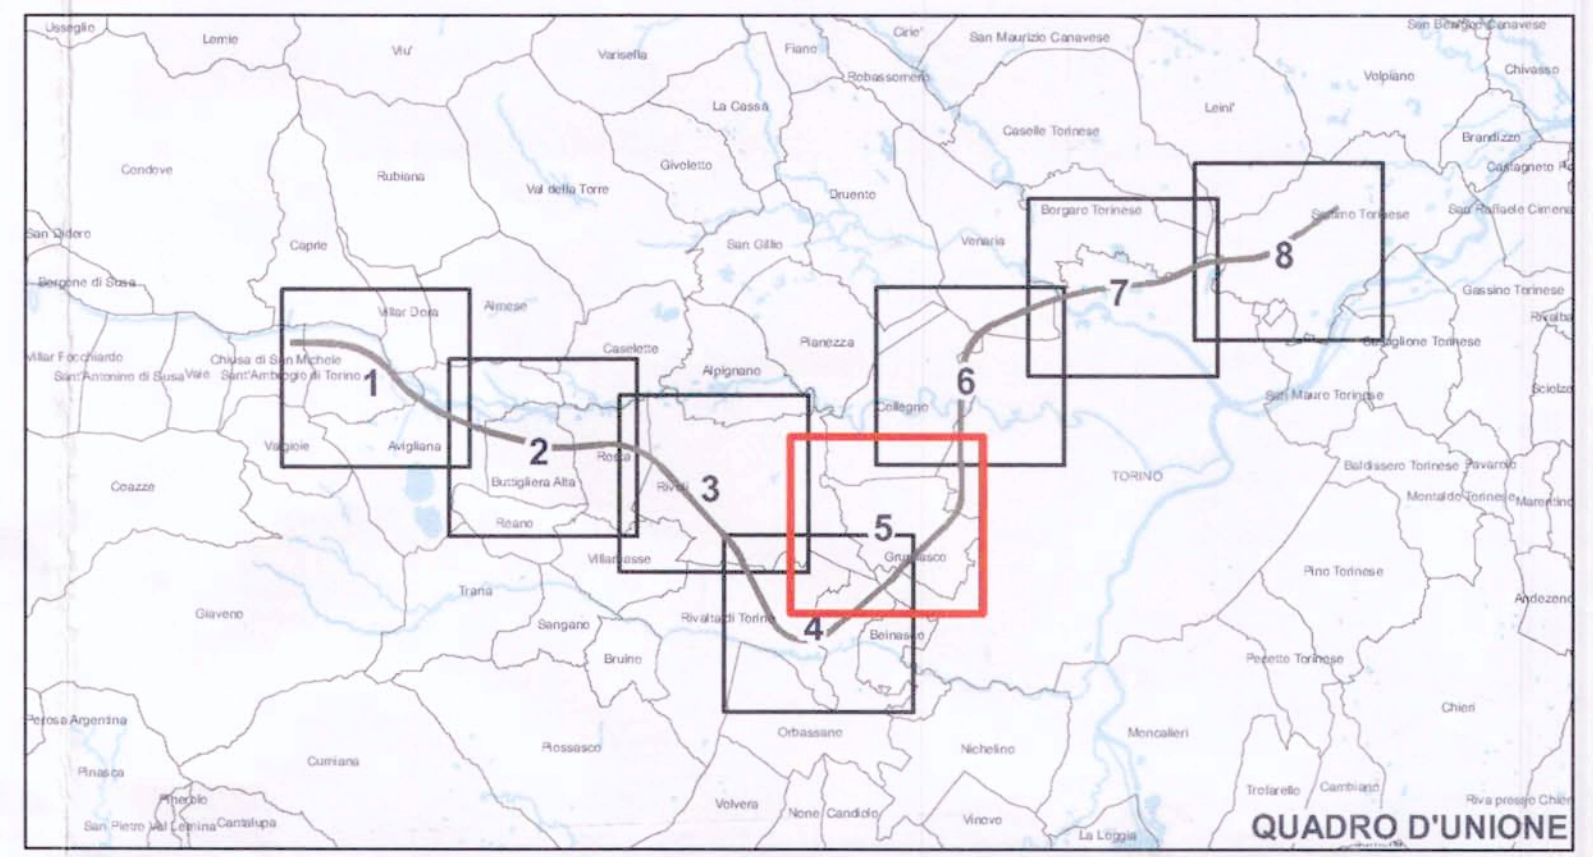 Usseglio
Lemie
Viu'
Varisella
Fiano
Cirie'
San Maurizio Canavese
San Benigno Canavese
Robassomero
Volpiano
Chivasso
La Cassa
Leini'
Caselle Torinese
Brandizzo
Condove
Rubiana
Val della Torre
Givoletto
Druento
Castagneto Po
Borgaro Torinese
Settimo Torinese
San Raffaele Cimena
San Didero
Caprie
San Gillio
Venaria
8
Borgone di Susa
Villar Dora
Almese
7
Gassino Torinese
Rivalba
Villar Focchiardo
Chiusa di San Michele
Caselette
Pianezza
Castiglione Torinese
Sant'Antonino di Susa
Vaie
Sant'Ambrogio di Torino
1
Alpignano
6
Sciolze
San Mauro Torinese
Collegno
Valgioie
Avigliana
2
Rosta
Baldissero Torinese
Pavarolo
Coazze
Buttigliera Alta
Rivoli
3
TORINO
Montaldo Torinese
Marentino
Reano
5
Villarbasse
Grugliasco
Pino Torinese
Trana
Andezeno
Giaveno
Sangano
Rivalta di Torino
4
Beinasco
Bruino
Pecetto Torinese
Perosa Argentina
Chieri
Orbassano
Moncalieri
Cumiana
Piossasco
Nichelino
Pinasca
Pinerolo
Volvera
None
Candiolo
Vinovo
Trofarello
Cambiano
Riva presso Chieri
San Pietro Val Lemina
Cantalupa
La Loggia
QUADRO D'UNIONE